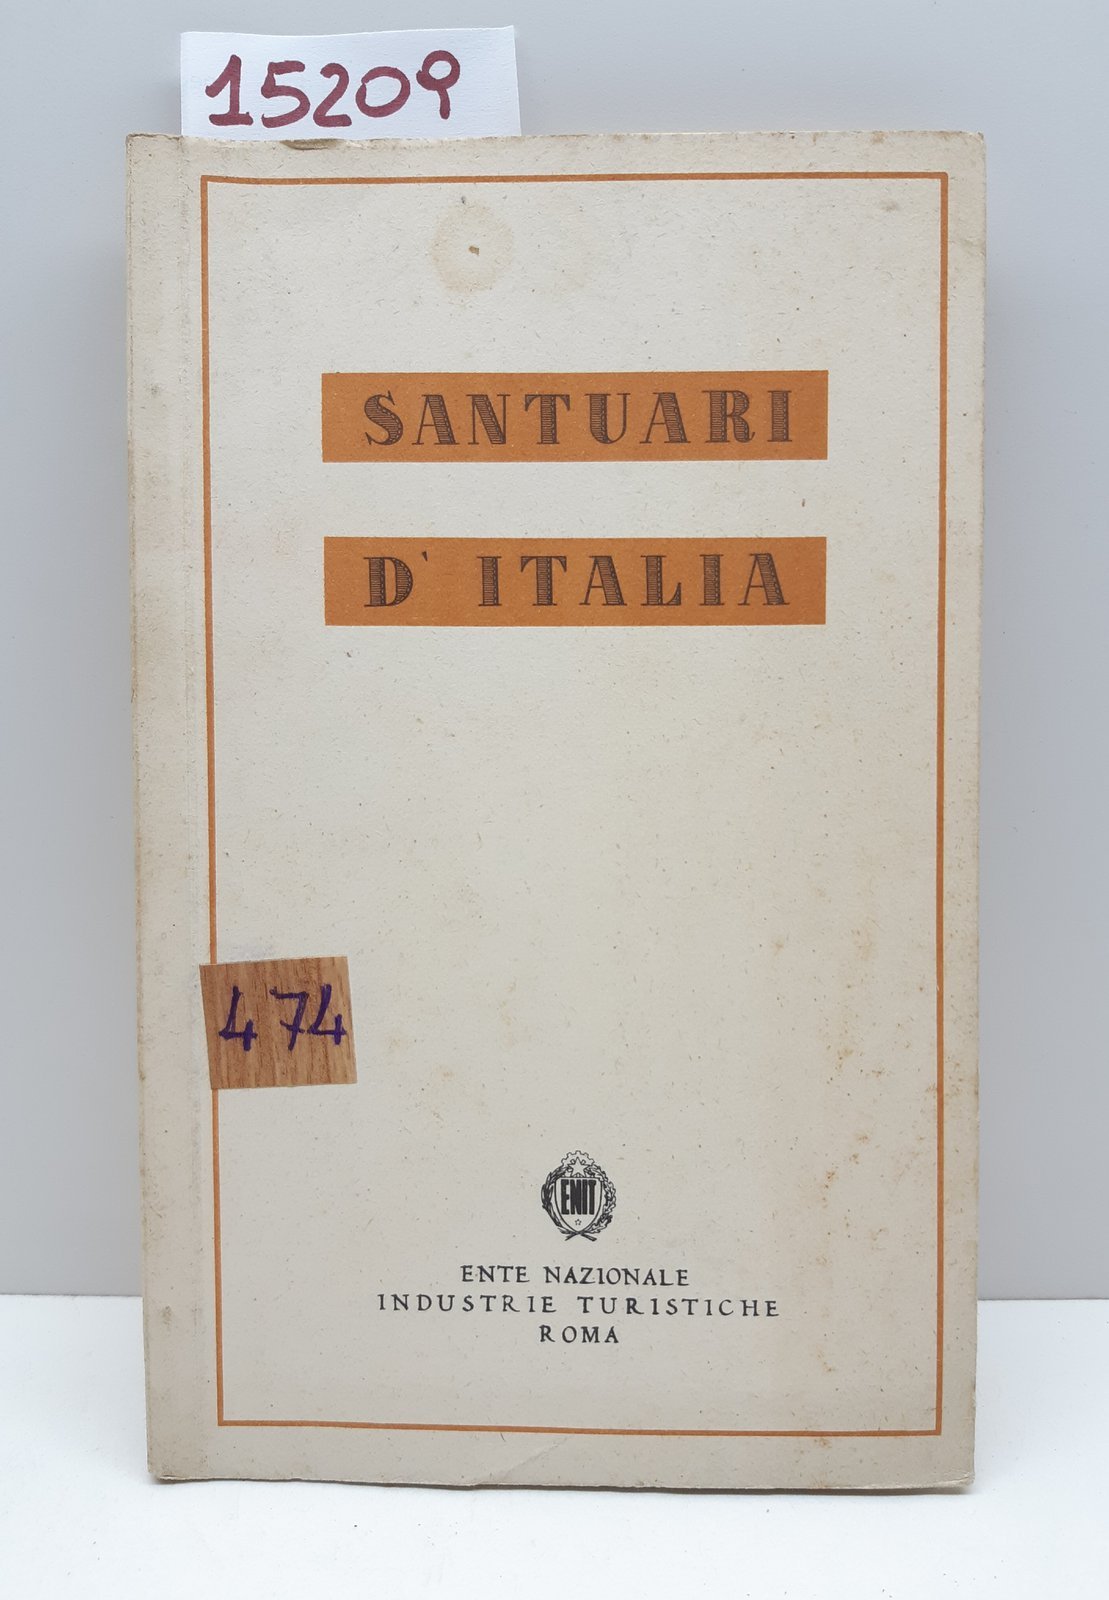 15209
SANTUARI
D' ITALIA
474
ENIT
ENTE NAZIONALE
INDUSTRIE TURISTICHE
ROMA